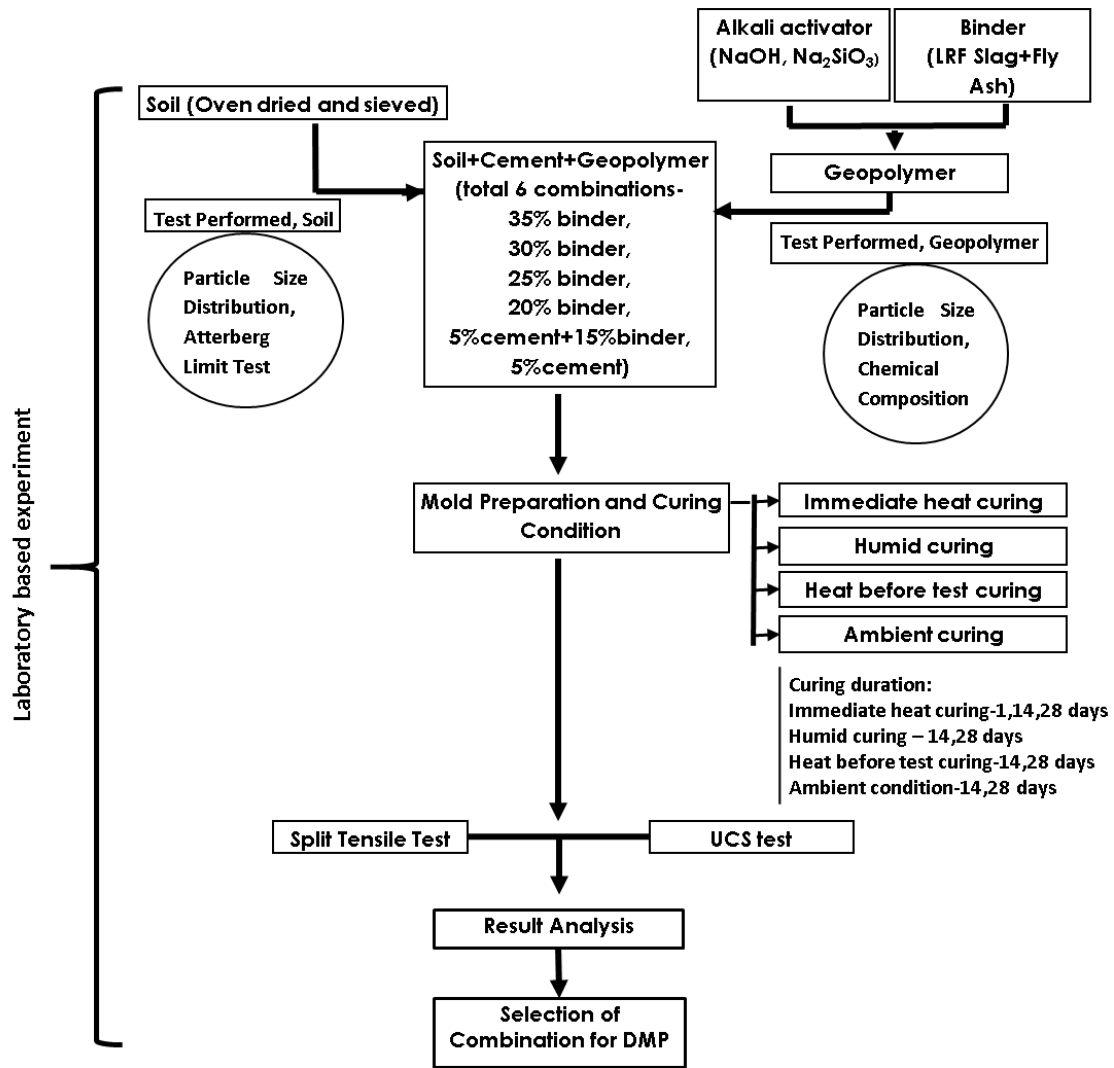 Alkali activator
(NaOH, Na₂SiO₃)
Binder
(LRF Slag+Fly
Ash)
Soil (Oven dried and sieved)
Soil+Cement+Geopolymer
(total 6 combinations-
35% binder,
30% binder,
25% binder,
20% binder,
5%cement+15%binder,
5%cement)
Geopolymer
Test Performed, Soil
Particle Size
Distribution,
Atterberg
Limit Test
Test Performed, Geopolymer
Particle Size
Distribution,
Chemical
Composition
Laboratory based experiment
Mold Preparation and Curing
Condition
Immediate heat curing
Humid curing
Heat before test curing
Ambient curing
Curing duration:
Immediate heat curing-1,14,28 days
Humid curing – 14,28 days
Heat before test curing-14,28 days
Ambient condition-14,28 days
Split Tensile Test
UCS test
Result Analysis
Selection of
Combination for DMP